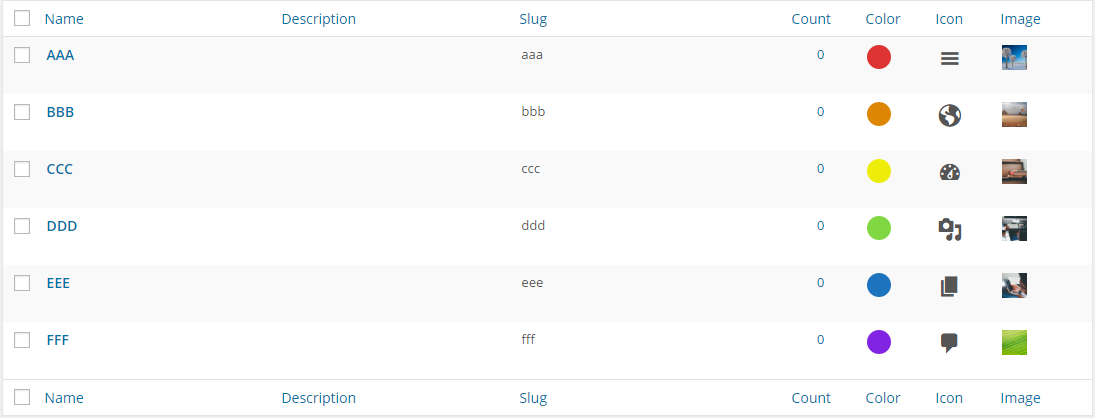 Name Description Slug Count Color Icon Image
AAA aaa 0
BBB bbb 0
CCC ccc 0
DDD ddd 0
EEE eee 0
FFF fff 0
Name Description Slug Count Color Icon Image